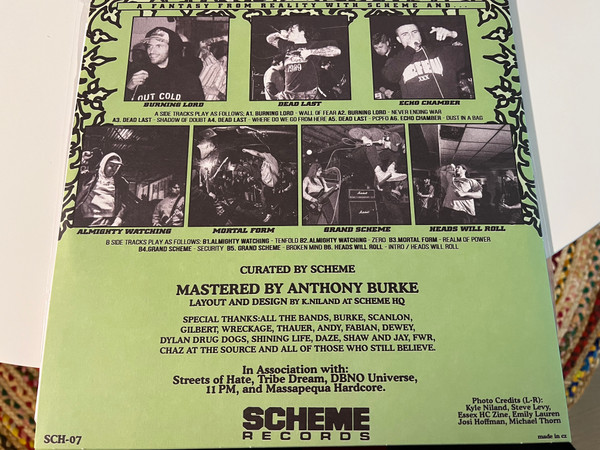 FANTASY FROM REALITY WITH SCHEME AND
OUT COLD
BURNING LORD
DEAD LAST
ECHO CHAMBER
A SIDE TRACKS PLAY AS FOLLOWS: A1. BURNING LORD - WALL OF FEAR A2. BURNING LORD - NEVER ENDING WAR
A3. DEAD LAST - SHADOW OF DOUBT A4. DEAD LAST - WHERE DO WE GO FROM HERE A5. DEAD LAST - PCPFD A6. ECHO CHAMBER - DUST IN A BAG
ALMIGHTY WATCHING
MORTAL FORM
GRAND SCHEME
HEADS WILL ROLL
B SIDE TRACKS PLAY AS FOLLOWS: B1.ALMIGHTY WATCHING - TENFOLD B2.ALMIGHTY WATCHING - ZERO B3.MORTAL FORM - REALM OF POWER
B4.GRAND SCHEME - SECURITY B5. GRAND SCHEME - BROKEN MIND B6. HEADS WILL ROLL - INTRO / HEADS WILL ROLL
CURATED BY SCHEME
MASTERED BY ANTHONY BURKE
LAYOUT AND DESIGN BY K.NILAND AT SCHEME HQ
SPECIAL THANKS:ALL THE BANDS, BURKE, SCANLON,
GILBERT, WRECKAGE, THAUER, ANDY, FABIAN, DEWEY,
DYLAN DRUG DOGS, SHINING LIFE, DAZE, SHAW AND JAY, FWR,
CHAZ AT THE SOURCE AND ALL OF THOSE WHO STILL BELIEVE.
In Association with:
Streets of Hate, Tribe Dream, DBNO Universe,
11 PM, and Massapequa Hardcore.
Photo Credits (L-R):
Kyle Niland, Steve Levy,
Essex HC Zine, Emily Lauren
Josi Hoffman, Michael Thorn
SCHEME
RECORDS
SCH-07
made in cz